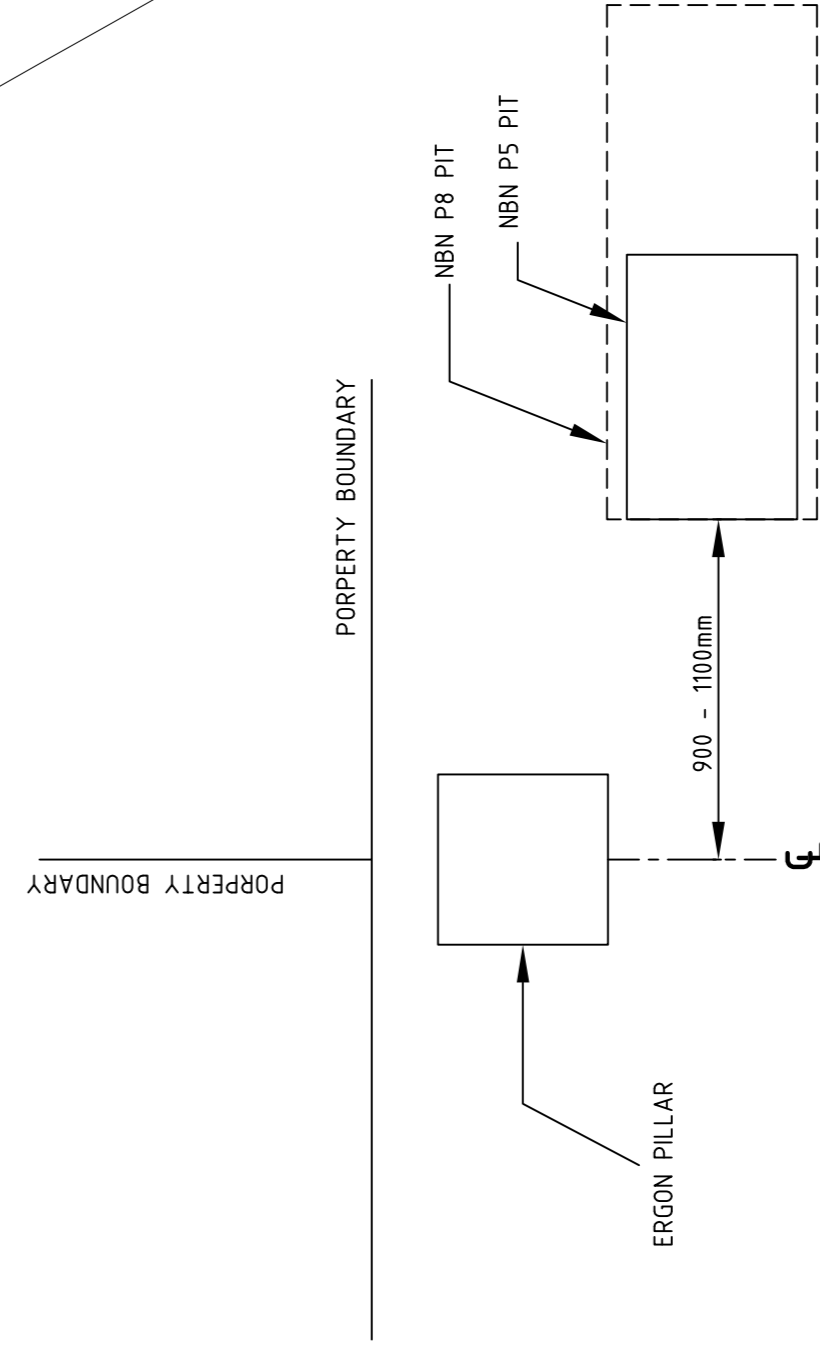 NBN P8 PIT
NBN P5 PIT
PORPERTY BOUNDARY
PORPERTY BOUNDARY
900 - 1100mm
ERGON PILLAR